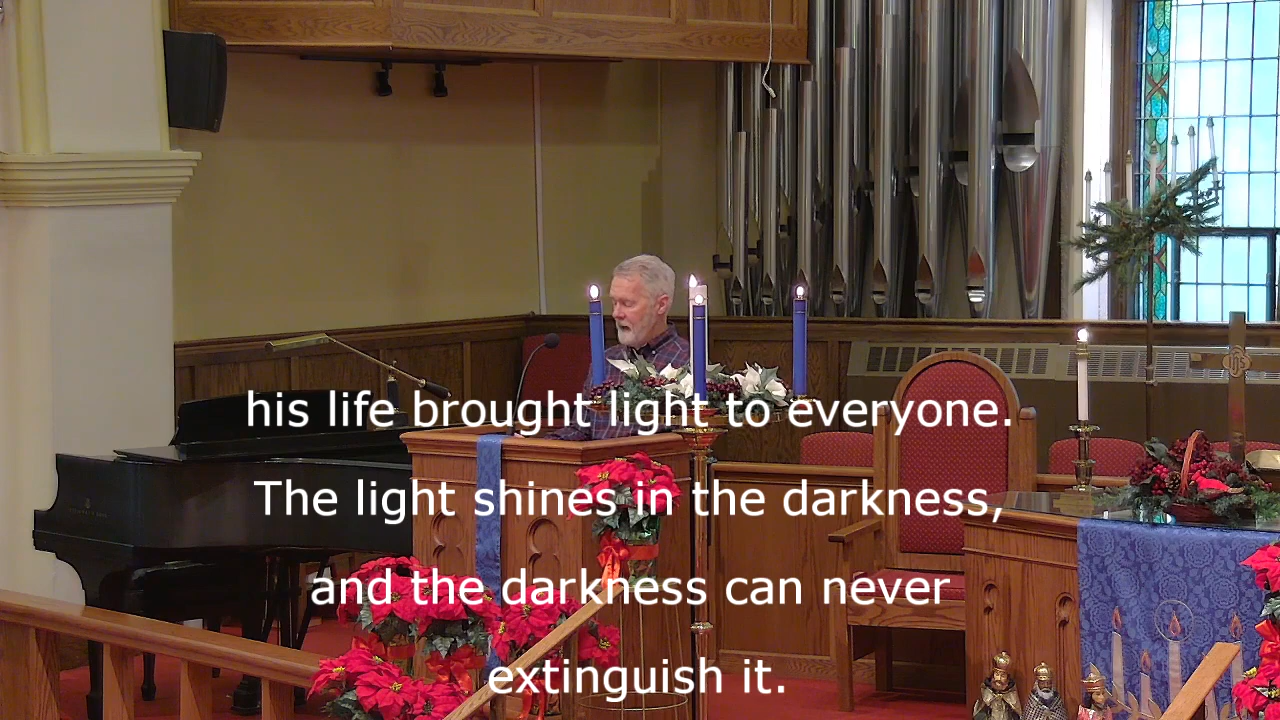 his life brought light to everyone.
The light shines in the darkness,
and the darkness can never
extinguish it.